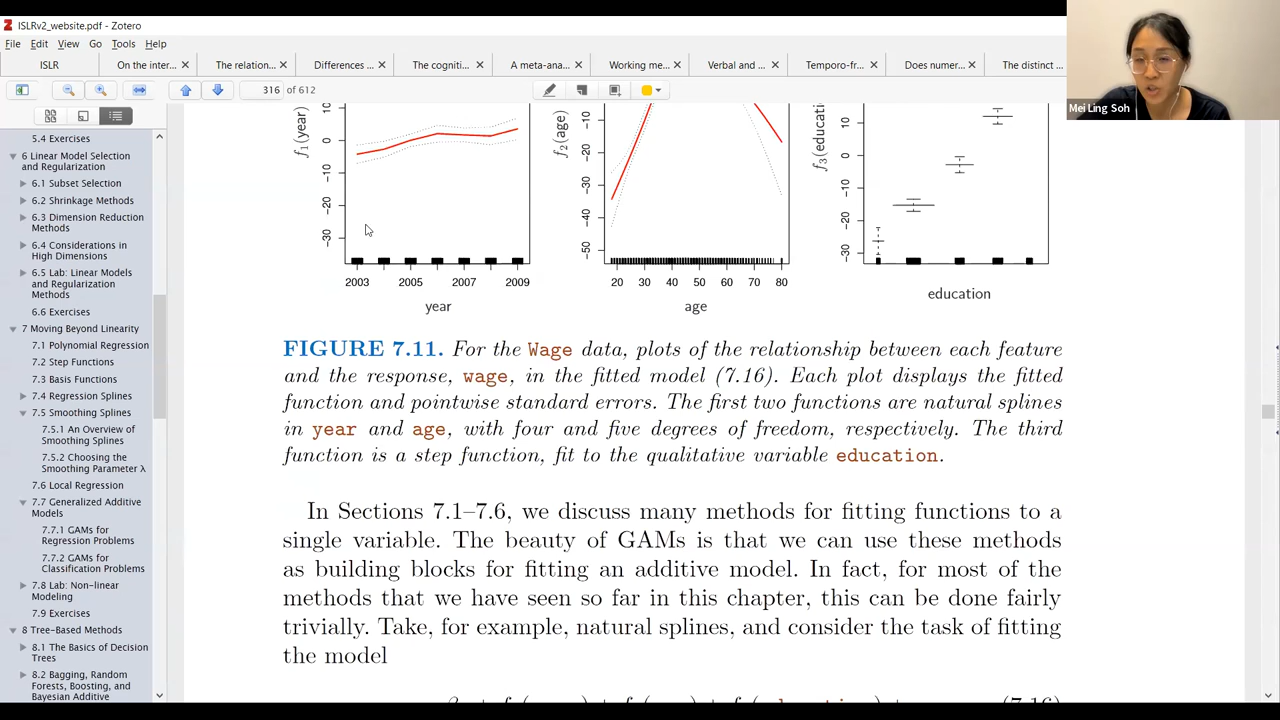 ISLRv2_website.pdf - Zotero
File Edit View Go Tools Help
ISLR On the inter... The relation... Differences ... The cogniti... A meta-ana... Working me... Verbal and ... Temporo-fr... Does numer... The distinct
316 of 612
Mei Ling Soh
5.4 Exercises
6 Linear Model Selection
and Regularization
6.1 Subset Selection
6.2 Shrinkage Methods
6.3 Dimension Reduction
Methods
6.4 Considerations in
High Dimensions
6.5 Lab: Linear Models
and Regularization
Methods
6.6 Exercises
7 Moving Beyond Linearity
7.1 Polynomial Regression
7.2 Step Functions
7.3 Basis Functions
7.4 Regression Splines
7.5 Smoothing Splines
7.5.1 An Overview of
Smoothing Splines
7.5.2 Choosing the
Smoothing Parameter λ
7.6 Local Regression
7.7 Generalized Additive
Models
7.7.1 GAMs for
Regression Problems
7.7.2 GAMs for
Classification Problems
7.8 Lab: Non-linear
Modeling
7.9 Exercises
8 Tree-Based Methods
8.1 The Basics of Decision
Trees
8.2 Bagging, Random
Forests, Boosting, and
Bayesian Additive
f1(year)
10
0
-10
-20
-30
2003 2005 2007 2009
year
f2(age)
-10
-20
-30
-40
-50
20 30 40 50 60 70 80
age
10
0
-10
-20
-30
education
FIGURE 7.11. For the Wage data, plots of the relationship between each feature
and the response, wage, in the fitted model (7.16). Each plot displays the fitted
function and pointwise standard errors. The first two functions are natural splines
in year and age, with four and five degrees of freedom, respectively. The third
function is a step function, fit to the qualitative variable education.
In Sections 7.1–7.6, we discuss many methods for fitting functions to a
single variable. The beauty of GAMs is that we can use these methods
as building blocks for fitting an additive model. In fact, for most of the
methods that we have seen so far in this chapter, this can be done fairly
trivially. Take, for example, natural splines, and consider the task of fitting
the model